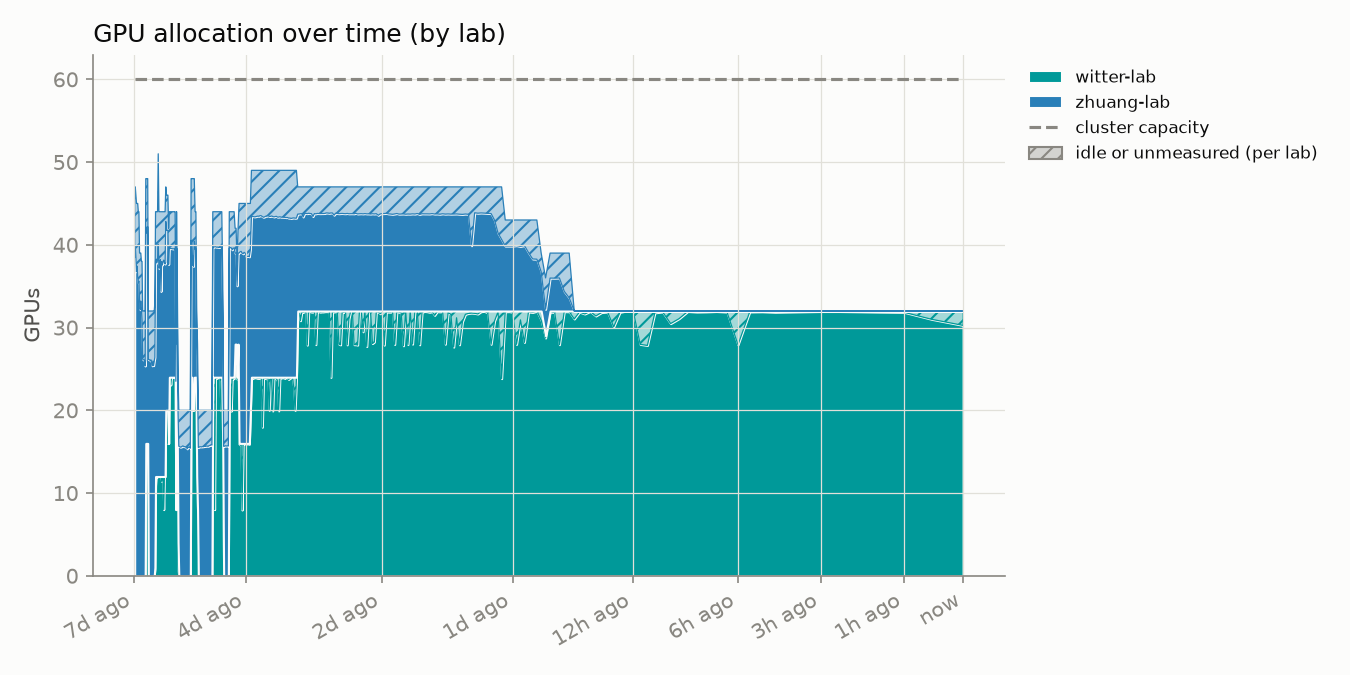 GPU allocation over time (by lab)
witter-lab
zhuang-lab
cluster capacity
idle or unmeasured (per lab)
GPUs
60
50
40
30
20
10
0
7d ago
4d ago
2d ago
1d ago
12h ago
6h ago
3h ago
1h ago
now